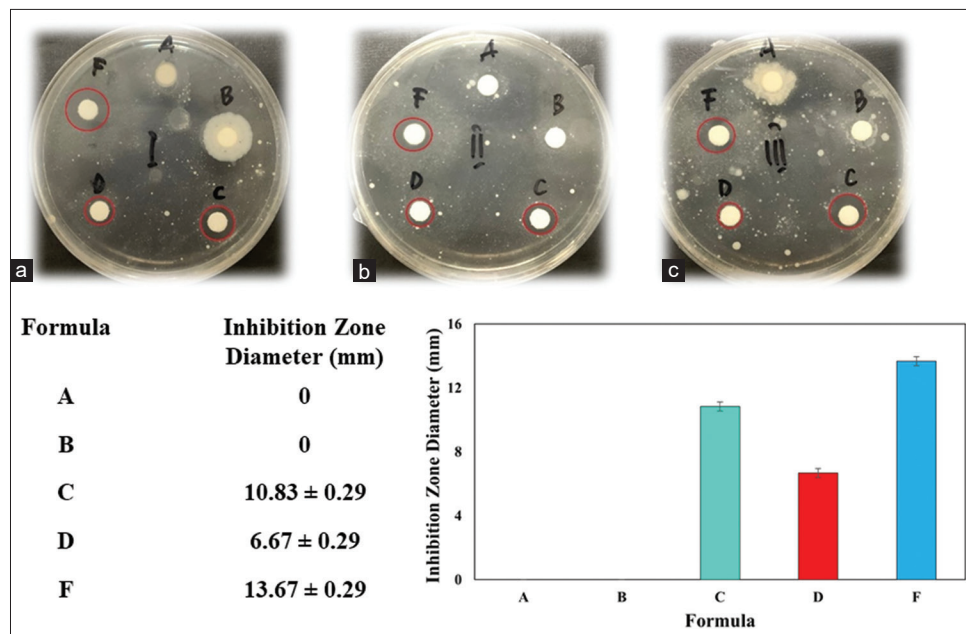 A
F
B
I
D
C
a
A
F
B
II
D
C
b
A
F
B
III
D
C
c
Formula
Inhibition Zone
Diameter (mm)
A
0
B
0
C
10.83 ± 0.29
D
6.67 ± 0.29
F
13.67 ± 0.29
Inhibition Zone Diameter (mm)
16
12
8
4
0
A B C D F
Formula